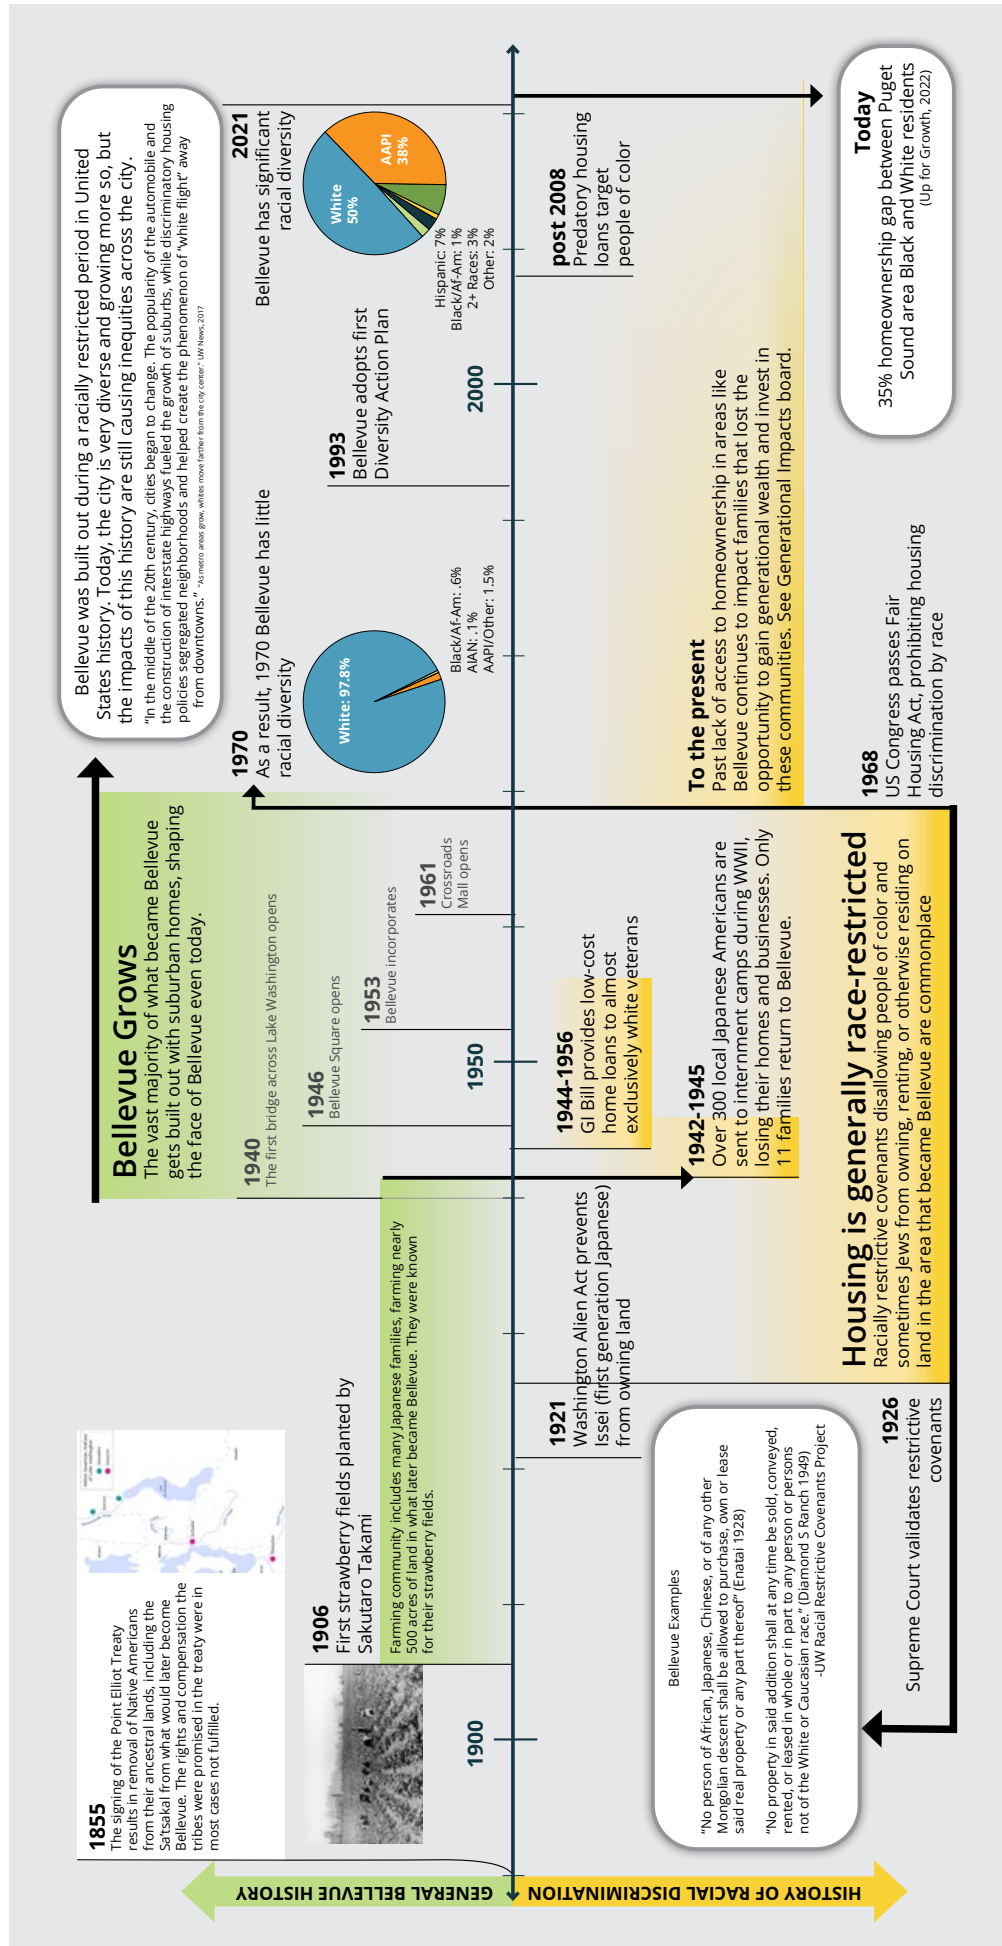 GENERAL BELLEVUE HISTORY
HISTORY OF RACIAL DISCRIMINATION
1855
The signing of the Point Elliot Treaty
results in removal of Native Americans
from their ancestral lands, including the
Sa'tsakal from what would later become
Bellevue. The rights and compensation the
tribes were promised in the treaty were in
most cases not fulfilled.
1906
First strawberry fields planted by
Sakutaro Takami
Farming community includes many Japanese families, farming nearly
500 acres of land in what later became Bellevue. They were known
for their strawberry fields.
Bellevue Grows
The vast majority of what became Bellevue
gets built out with suburban homes, shaping
the face of Bellevue even today.
1940
The first bridge across Lake Washington opens
1946
Bellevue Square opens
1953
Bellevue incorporates
1961
Crossroads
Mall opens
Bellevue was built out during a racially restricted period in United
States history. Today, the city is very diverse and growing more so, but
the impacts of this history are still causing inequities across the city.
“In the middle of the 20th century, cities began to change. The popularity of the automobile and
the construction of interstate highways fueled the growth of suburbs, while discriminatory housing
policies segregated neighborhoods and helped create the phenomenon of “white flight” away
from downtowns.” “As metro areas grow, whites move farther from the city center.” UW News, 2017
1970
As a result, 1970 Bellevue has little
racial diversity
White: 97.8%
Black/Af-Am: .6%
AIAN: .1%
AAPI/Other: 1.5%
1993
Bellevue adopts first
Diversity Action Plan
2021
Bellevue has significant
racial diversity
White
50%
AAPI
38%
Hispanic: 7%
Black/Af-Am: 1%
2+ Races: 3%
Other: 2%
1900
1950
2000
1921
Washington Alien Act prevents
Issei (first generation Japanese)
from owning land
1944-1956
GI Bill provides low-cost
home loans to almost
exclusively white veterans
1942-1945
Over 300 local Japanese Americans are
sent to internment camps during WWII,
losing their homes and businesses. Only
11 families return to Bellevue.
post 2008
Predatory housing
loans target
people of color
To the present
Past lack of access to homeownership in areas like
Bellevue continues to impact families that lost the
opportunity to gain generational wealth and invest in
these communities. See Generational Impacts board.
Bellevue Examples
“No person of African, Japanese, Chinese, or of any other
Mongolian descent shall be allowed to purchase, own or lease
said real property or any part thereof” (Enatai 1928)
“No property in said addition shall at any time be sold, conveyed,
rented, or leased in whole or in part to any person or persons
not of the White or Caucasian race.” (Diamond S Ranch 1949)
-UW Racial Restrictive Covenants Project
1926
Supreme Court validates restrictive
covenants
Housing is generally race-restricted
Racially restrictive covenants disallowing people of color and
sometimes Jews from owning, renting, or otherwise residing on
land in the area that became Bellevue are commonplace
1968
US Congress passes Fair
Housing Act, prohibiting housing
discrimination by race
Today
35% homeownership gap between Puget
Sound area Black and White residents
(Up for Growth, 2022)